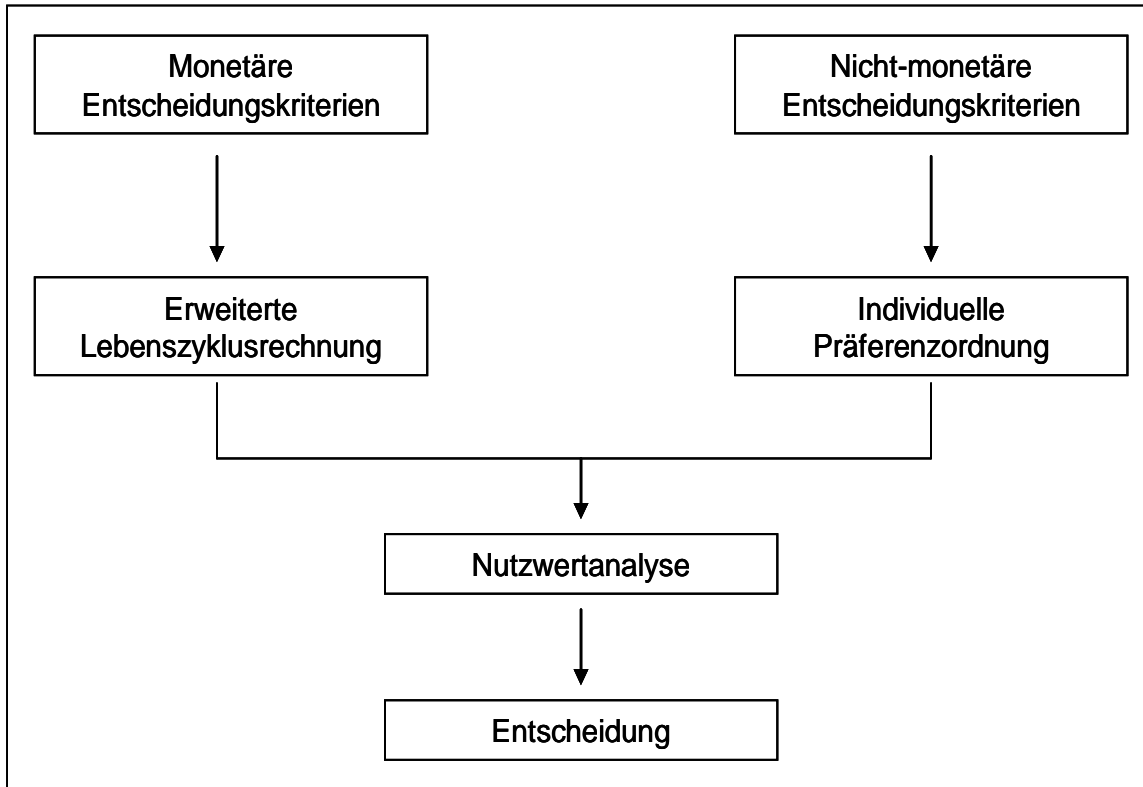 Monetäre
Entscheidungskriterien
Nicht-monetäre
Entscheidungskriterien
Erweiterte
Lebenszyklusrechnung
Individuelle
Präferenzordnung
Nutzwertanalyse
Entscheidung